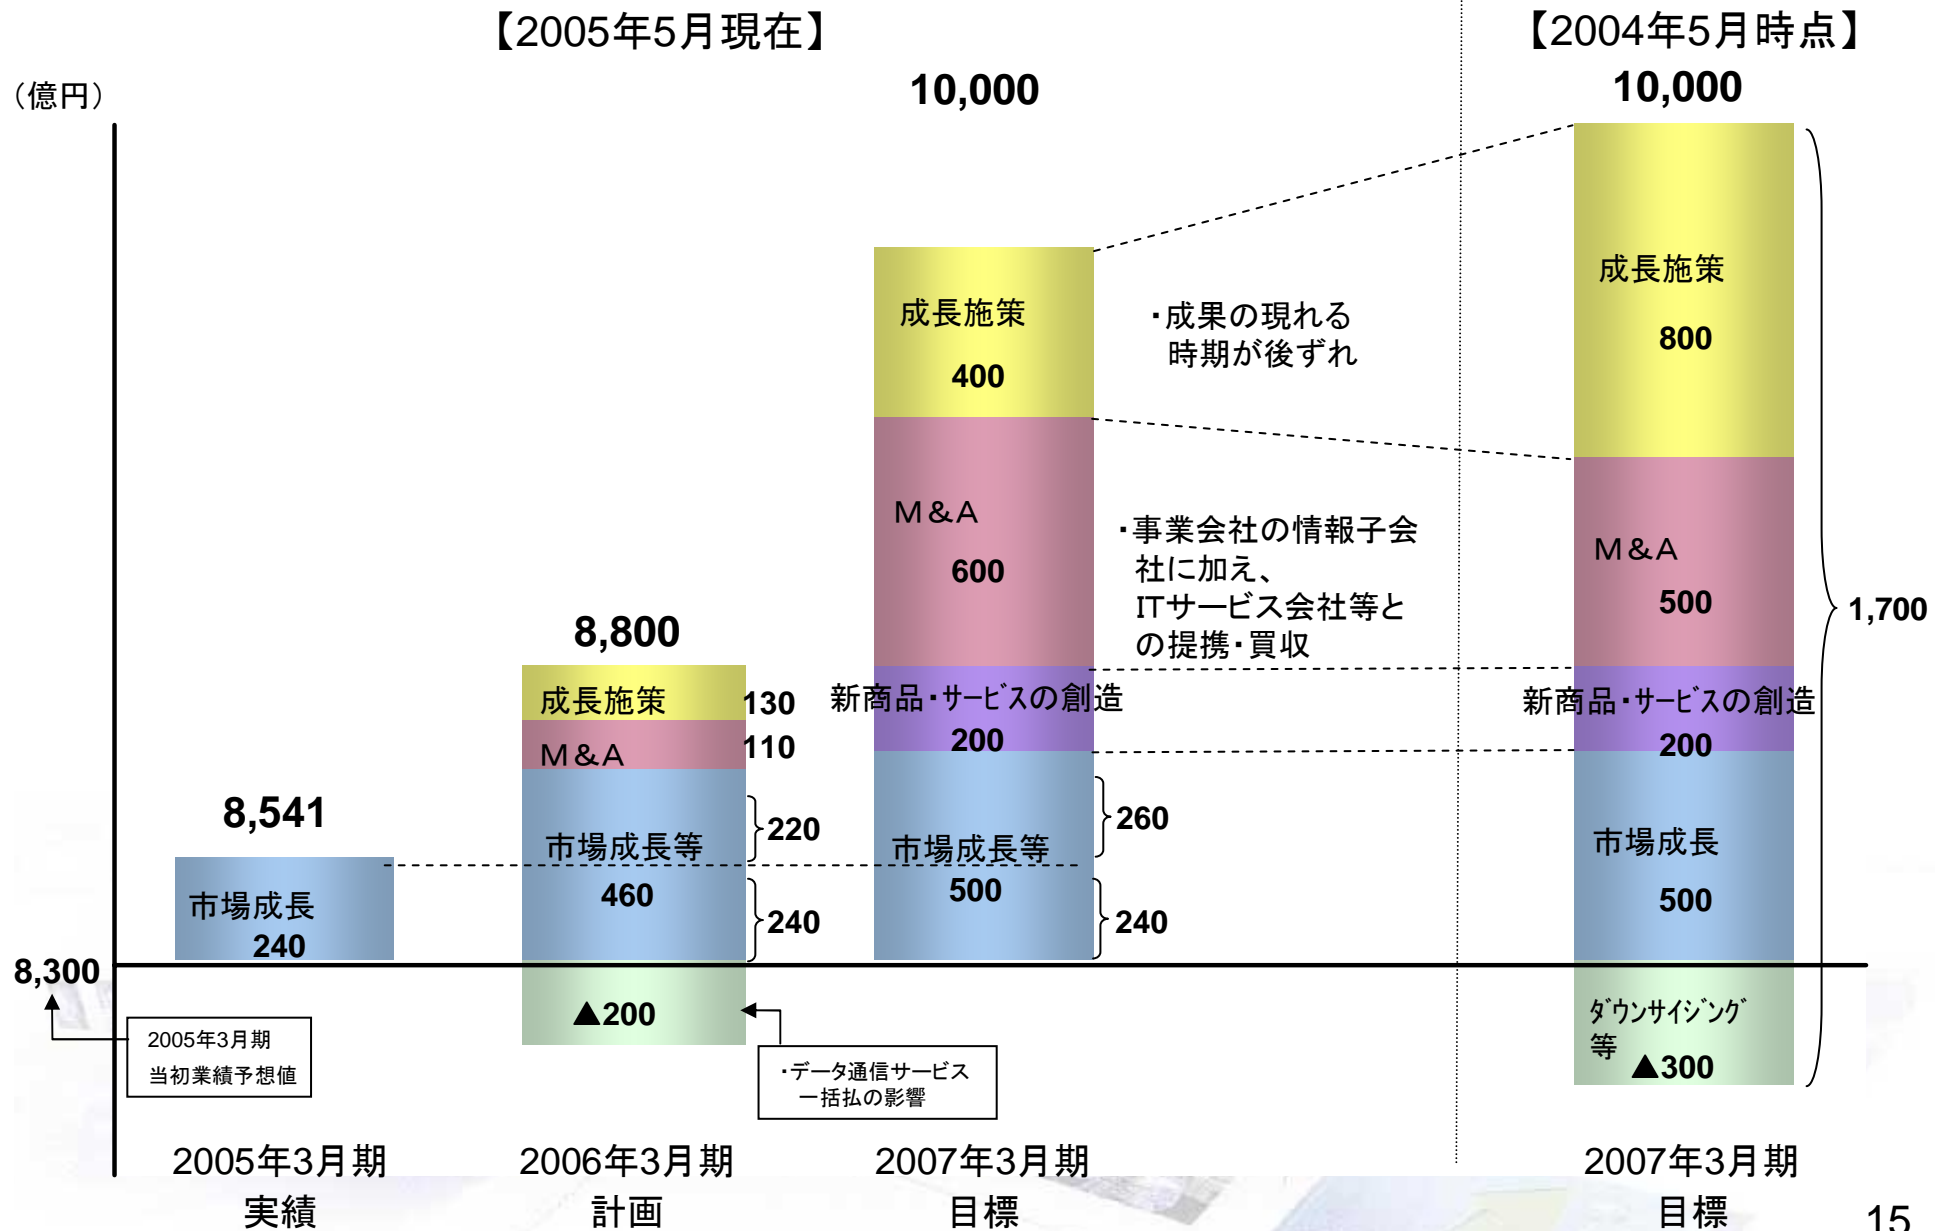 【2005年5月現在】
【2004年5月時点】
(億円)
10,000
10,000
成長施策
800
成長施策
400
・成果の現れる
時期が後ずれ
M&A
600
・事業会社の情報子会
社に加え、
ITサービス会社等と
の提携・買収
M&A
500
1,700
8,800
成長施策
130
M&A
110
新商品・サービスの創造
200
新商品・サービスの創造
200
8,541
市場成長
240
市場成長等
460
220
240
市場成長等
500
260
240
市場成長
500
8,300
2005年3月期
当初業績予想値
▲200
・データ通信サービス
一括払の影響
ダウンサイジング
等
▲300
2005年3月期
実績
2006年3月期
計画
2007年3月期
目標
2007年3月期
目標
15